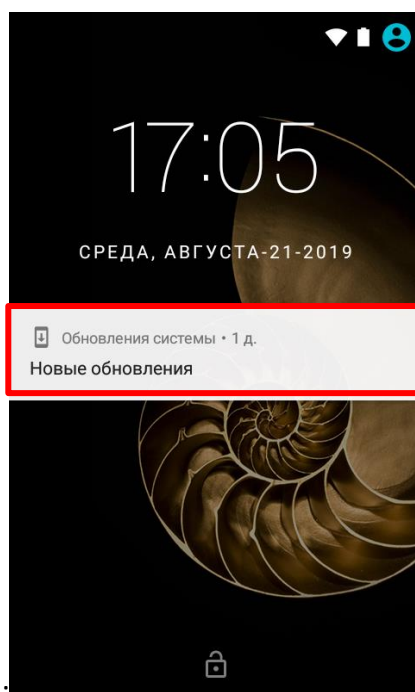 17:05
СРЕДА, АВГУСТА-21-2019
Обновления системы • 1 д.
Новые обновления
.